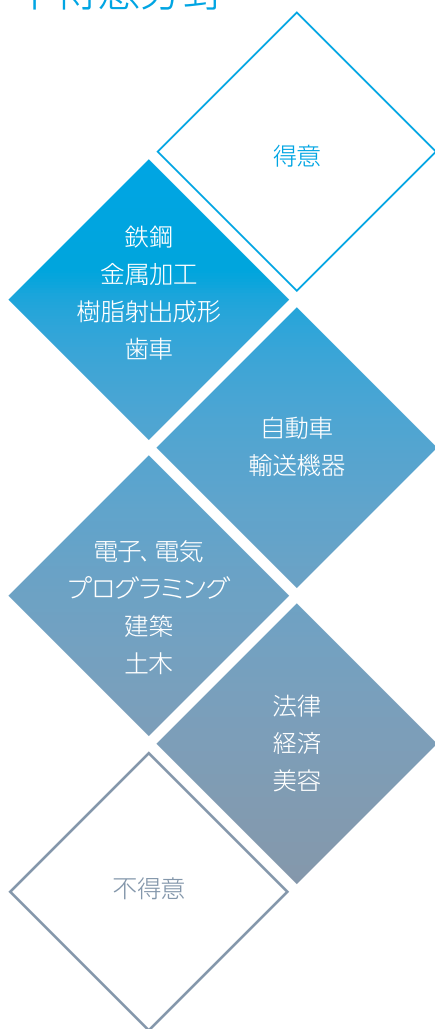 得意
鉄鋼
金属加工
樹脂射出成形
歯車
自動車
輸送機器
電子、電気
プログラミング
建築
土木
法律
経済
美容
不得意